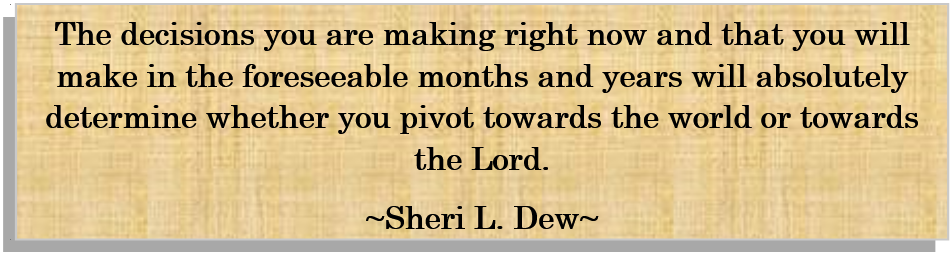 The decisions you are making right now and that you will
make in the foreseeable months and years will absolutely
determine whether you pivot towards the world or towards
the Lord.
~Sheri L. Dew~